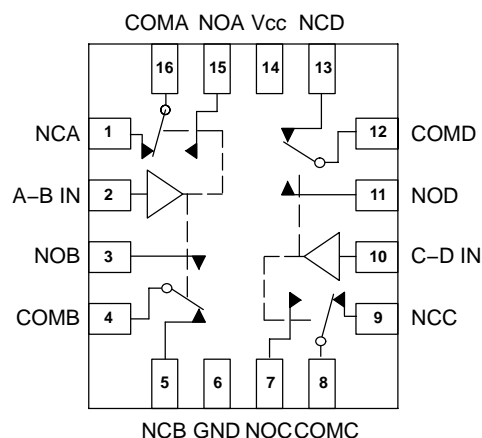 COMA NOA Vcc NCD
16 15 14 13
NCA 1 12 COMD
A–B IN 2 11 NOD
NOB 3 10 C–D IN
COMB 4 9 NCC
5 6 7 8
NCB GND NOC COMC